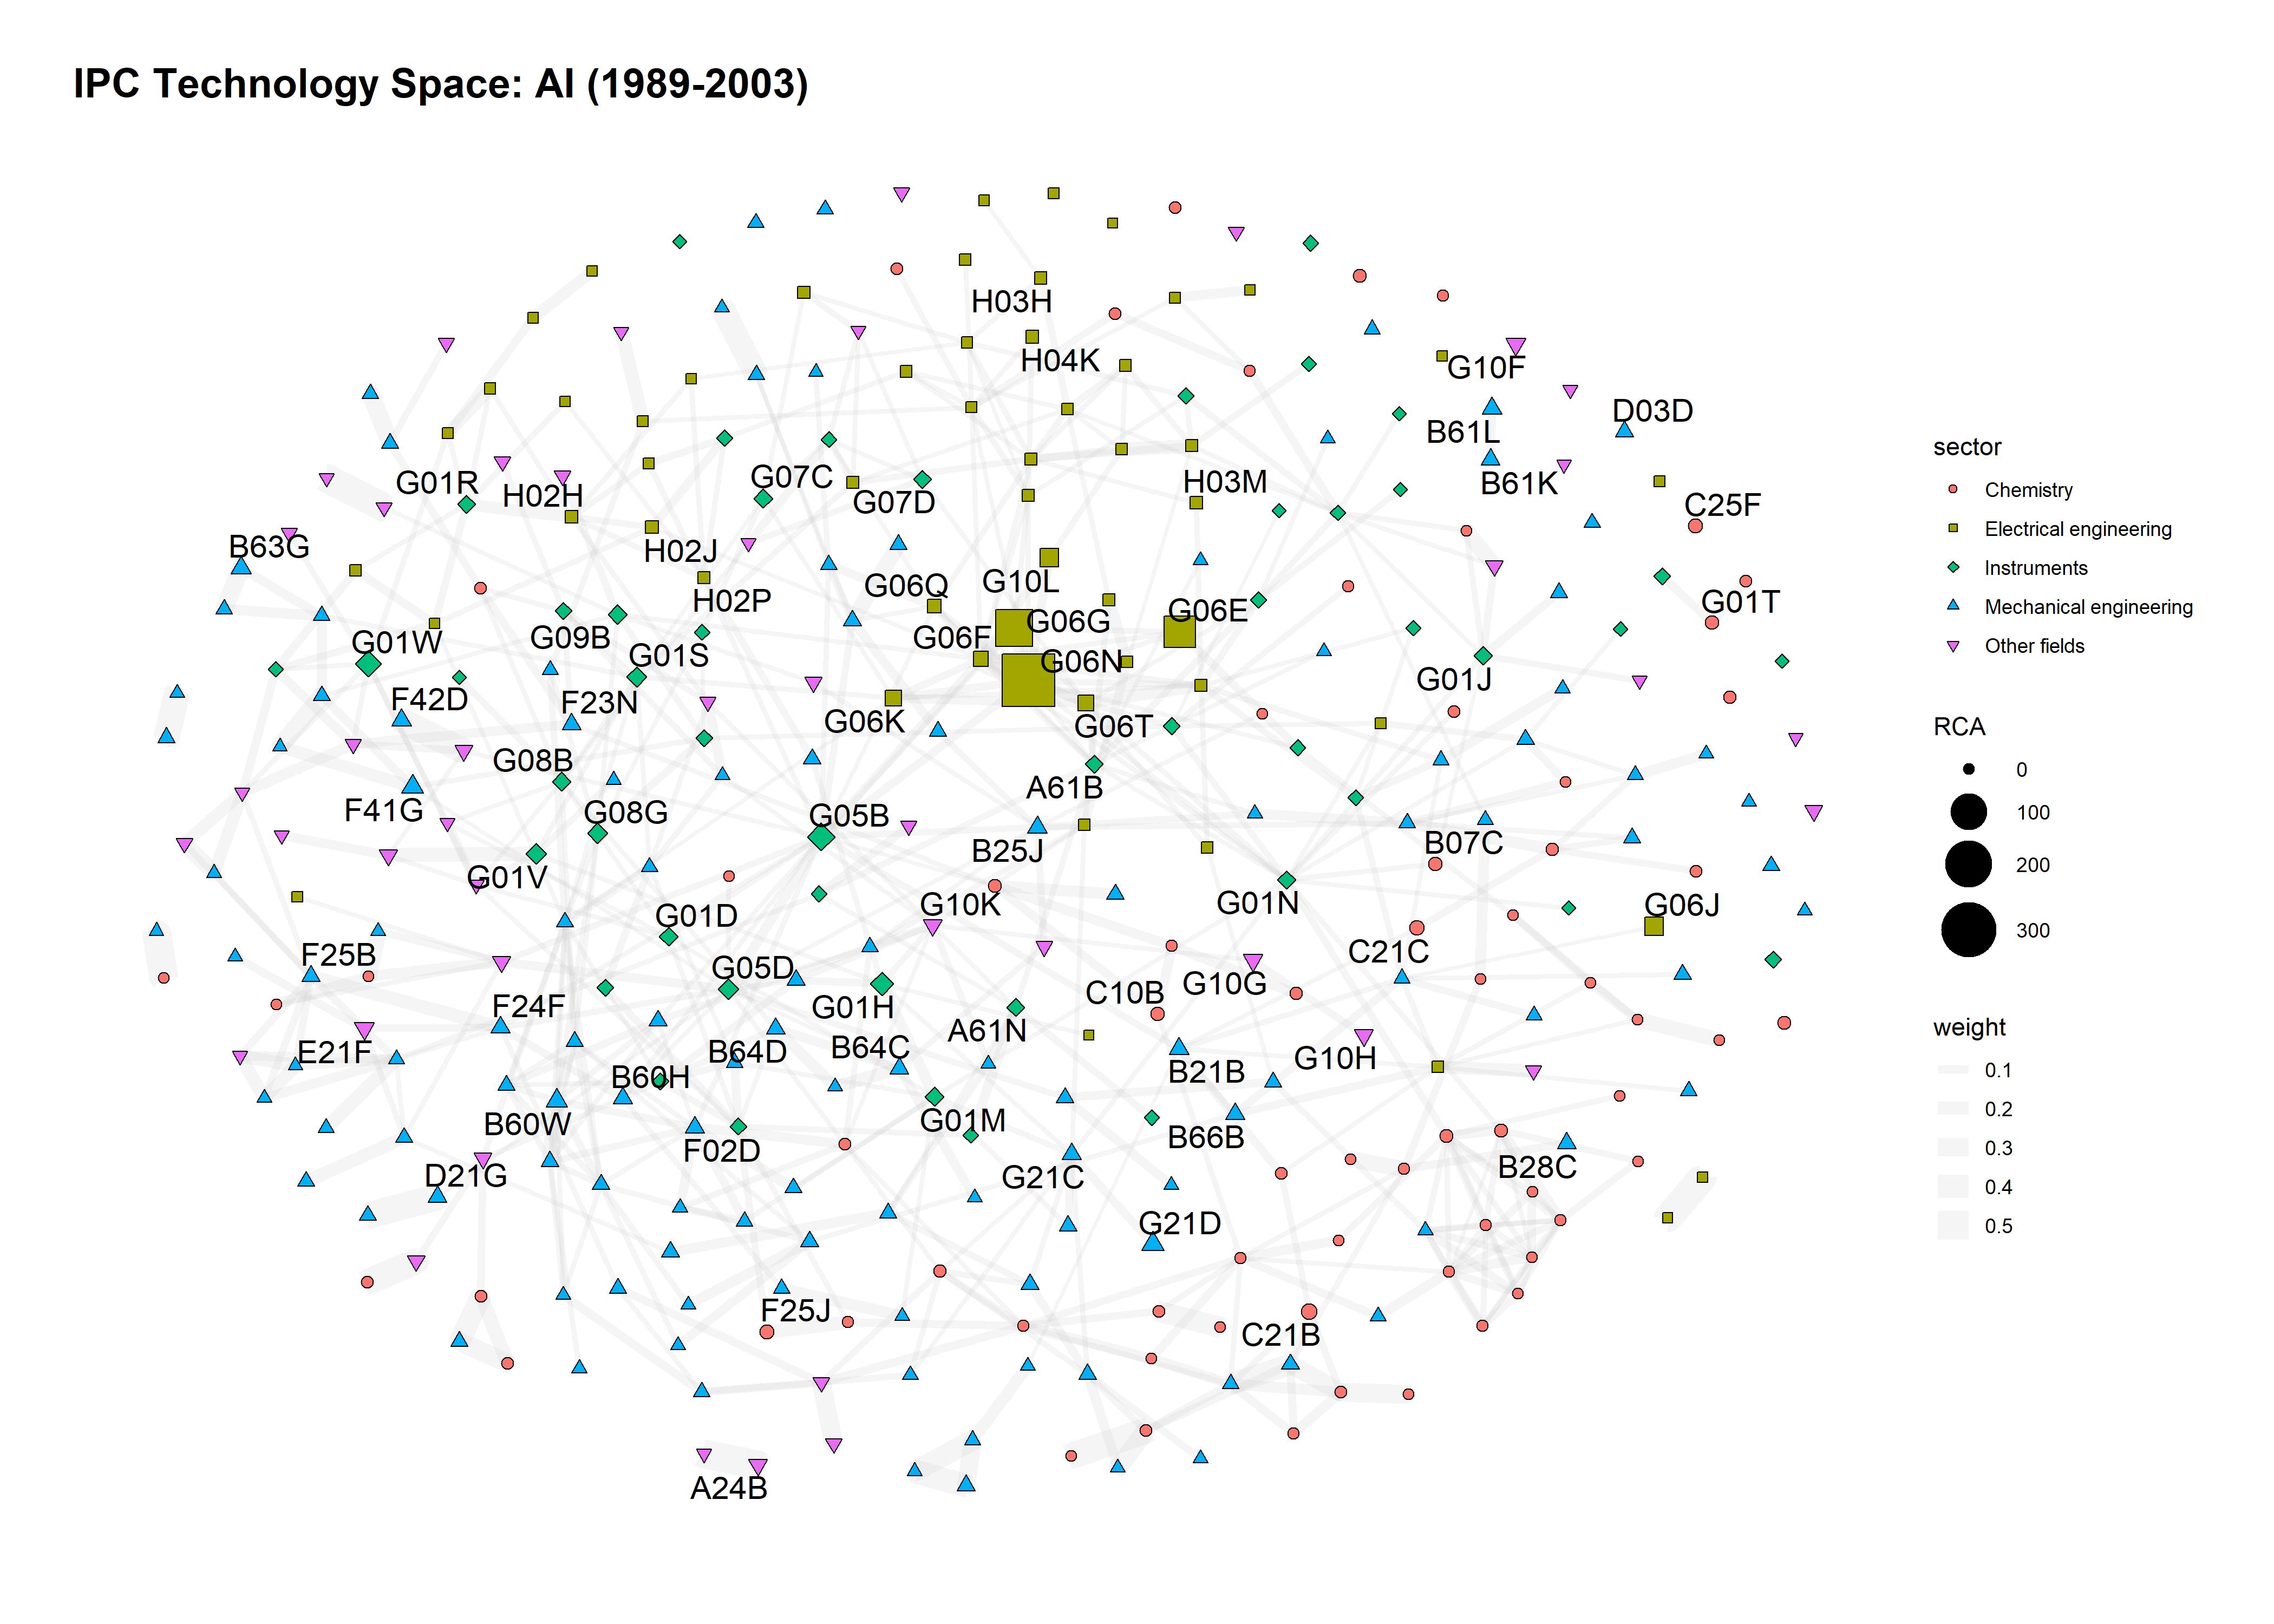 IPC Technology Space: AI (1989-2003)
H03H
H04K
G10F
D03D
B61L
G01R
H02H
G07C
G07D
H03M
B61K
C25F
B63G
H02J
G06Q
G10L
H02P
G06E
G01T
G01W
G09B
G06F
G06G
G01S
G06N
G01J
F42D
F23N
G06K
G06T
G08B
A61B
F41G
G08G
G05B
B25J
B07C
G01V
G10K
G01N
G06J
G01D
F25B
G05D
C21C
F24F
G01H
C10B
G10G
A61N
E21F
B64D
B64C
G10H
B60H
B21B
B60W
G01M
F02D
B66B
D21G
G21C
B28C
G21D
F25J
C21B
A24B
sector
Chemistry
Electrical engineering
Instruments
Mechanical engineering
Other fields
RCA
0
100
200
300
weight
0.1
0.2
0.3
0.4
0.5